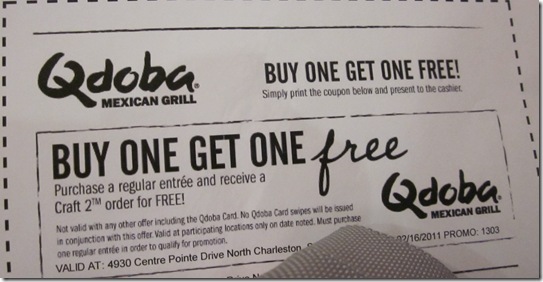 Qdoba®
MEXICAN GRILL
BUY ONE GET ONE FREE!
Simply print the coupon below and present to the cashier.
BUY ONE GET ONE free
Purchase a regular entrée and receive a
Craft 2™ order for FREE!
Not valid with any other offer including the Qdoba Card. No Qdoba Card swipes will be issued
in conjunction with this offer. Valid at participating locations only on date noted. Must purchase
one regular entrée in order to qualify for promotion.
Qdoba®
MEXICAN GRILL
VALID AT: 4930 Centre Pointe Drive North Charleston,
/16/2011 PROMO: 1303